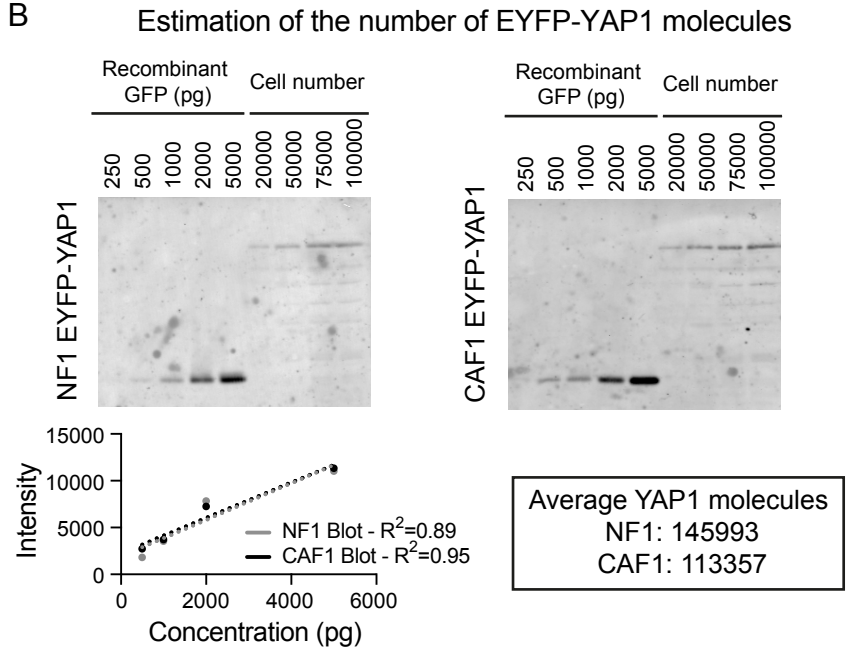 B
Estimation of the number of EYFP-YAP1 molecules
Recombinant
GFP (pg)
Cell number
250
500
1000
2000
5000
20000
50000
75000
100000
NF1 EYFP-YAP1
Recombinant
GFP (pg)
Cell number
250
500
1000
2000
5000
20000
50000
75000
100000
CAF1 EYFP-YAP1
15000
10000
5000
0
Intensity
NF1 Blot - R²=0.89
CAF1 Blot - R²=0.95
0 2000 4000 6000
Concentration (pg)
Average YAP1 molecules
NF1: 145993
CAF1: 113357